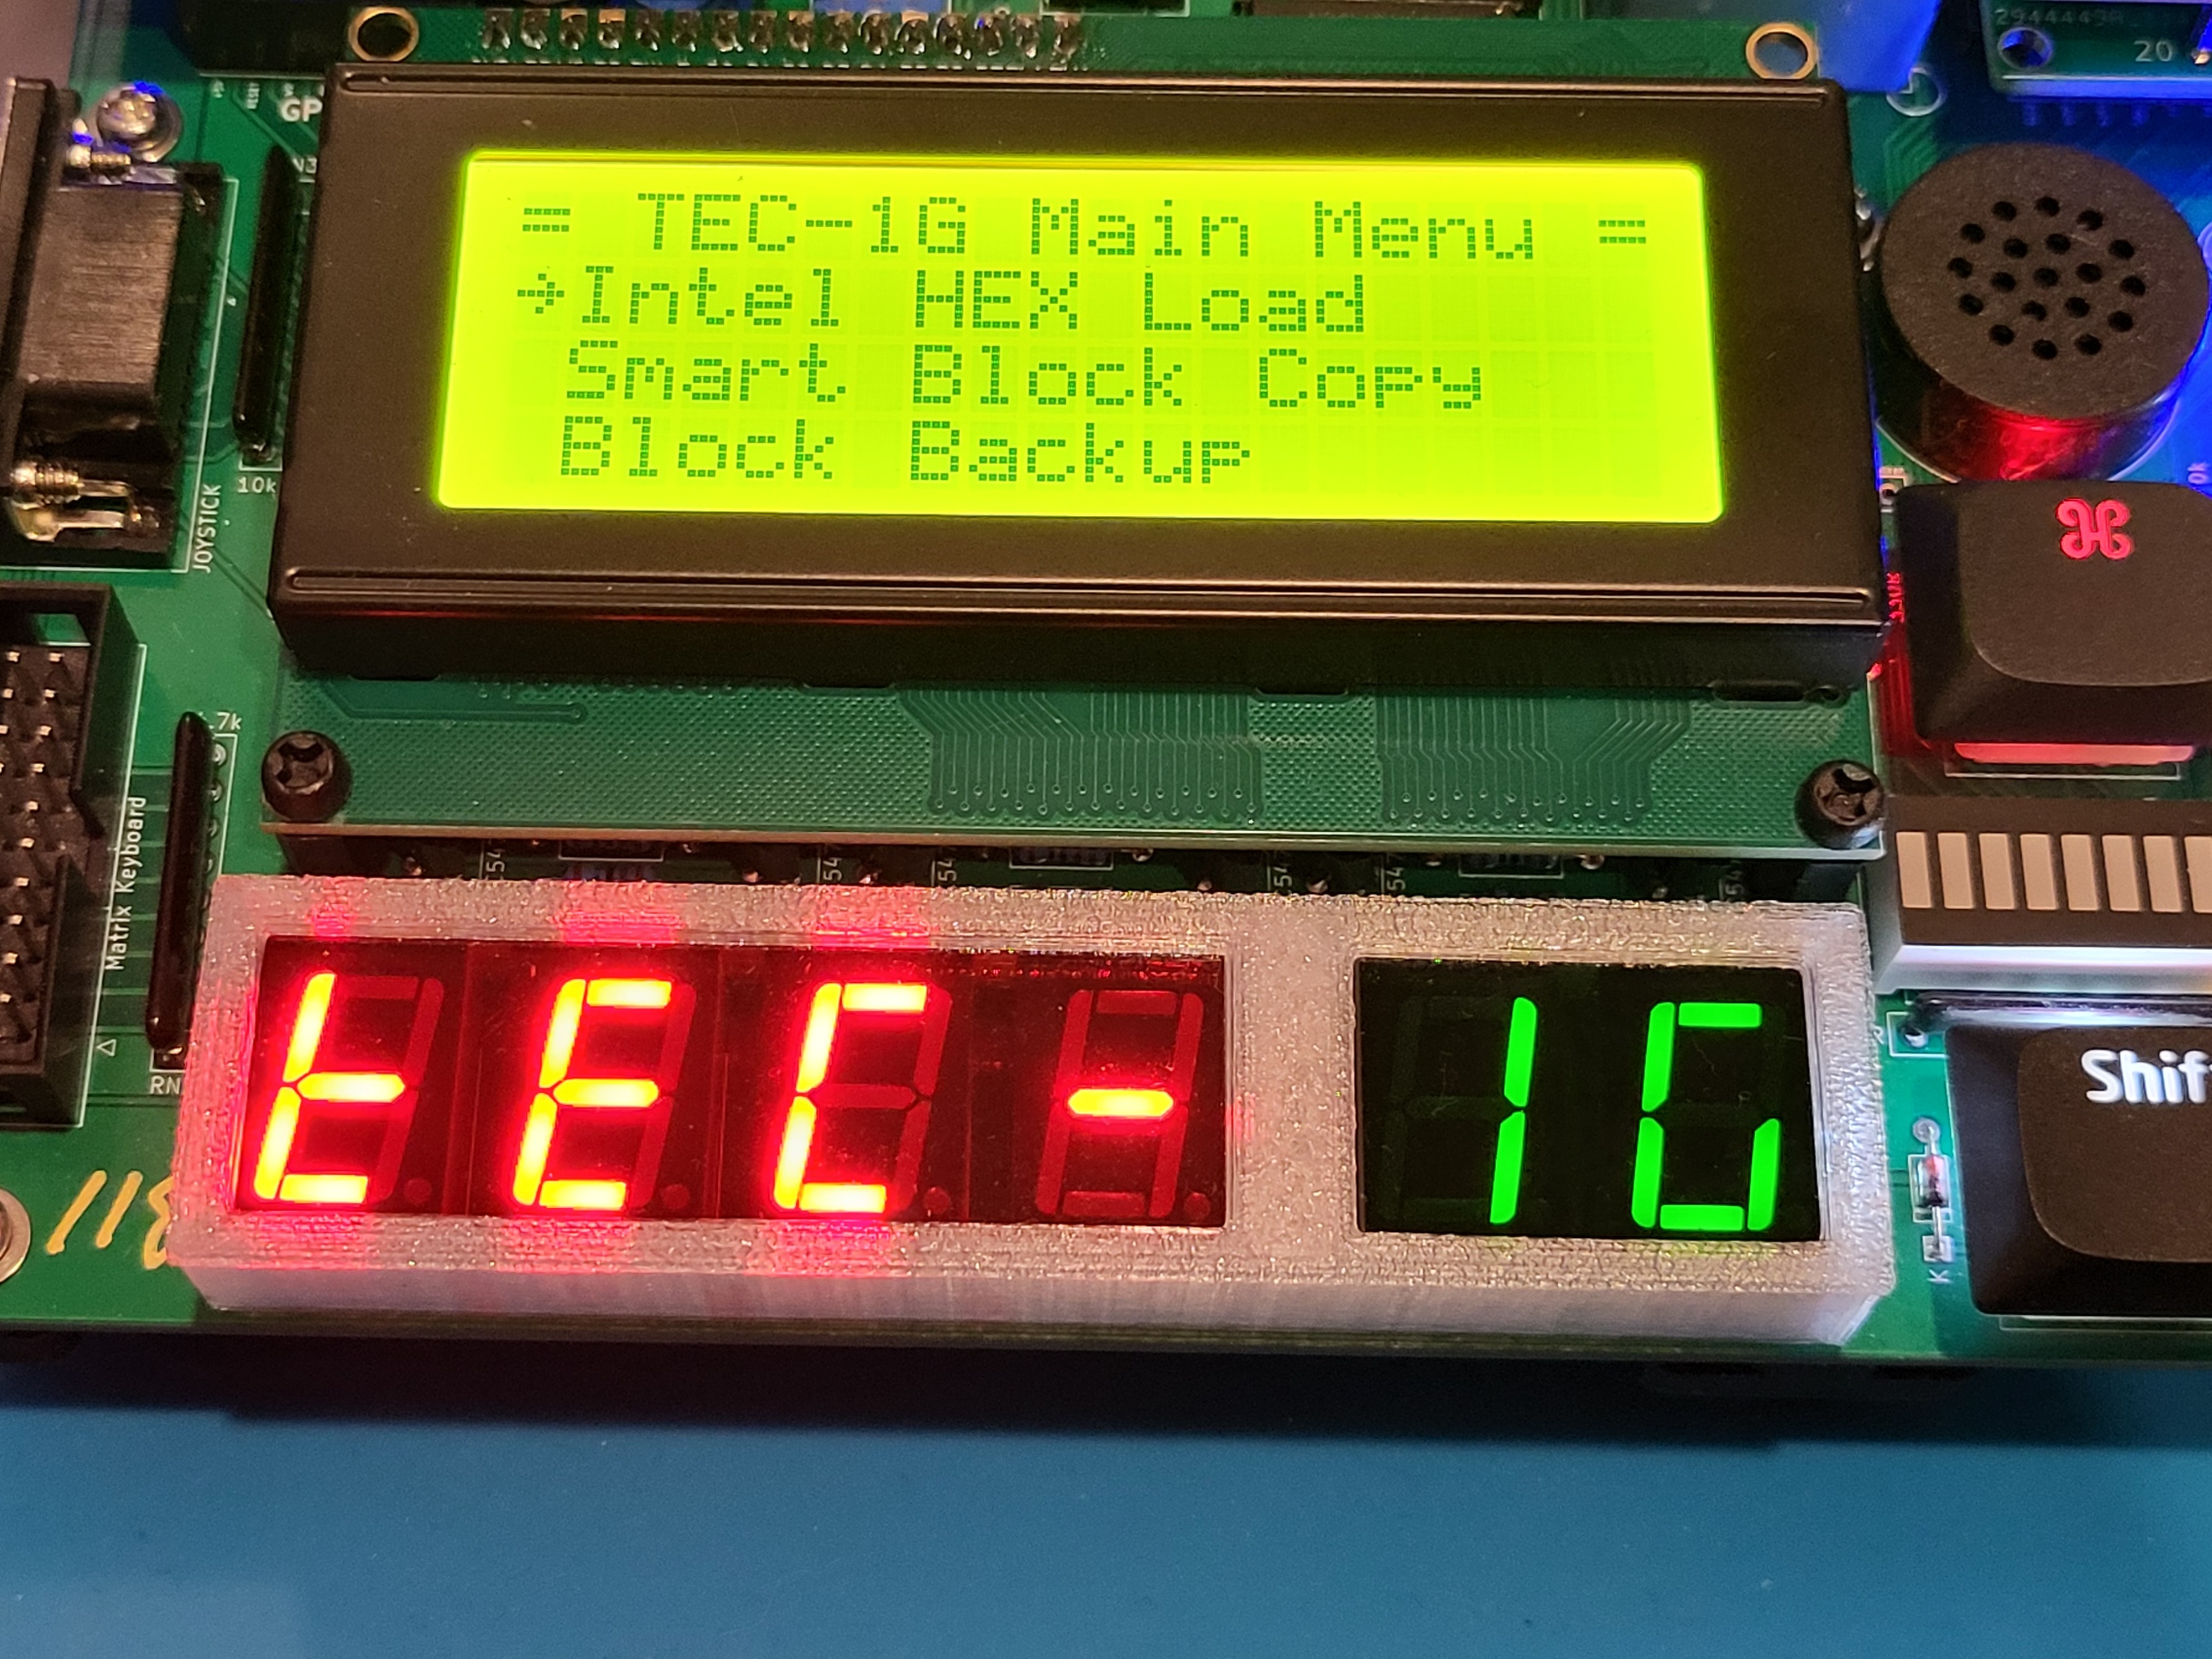 2944449A
20
GP
= TEC-1G Main Menu =
→Intel HEX Load
Smart Block Copy
Block Backup
10k
JOYSTICK
.7k
Matrix Keyboard
RN
tEC-1G
Shif
K